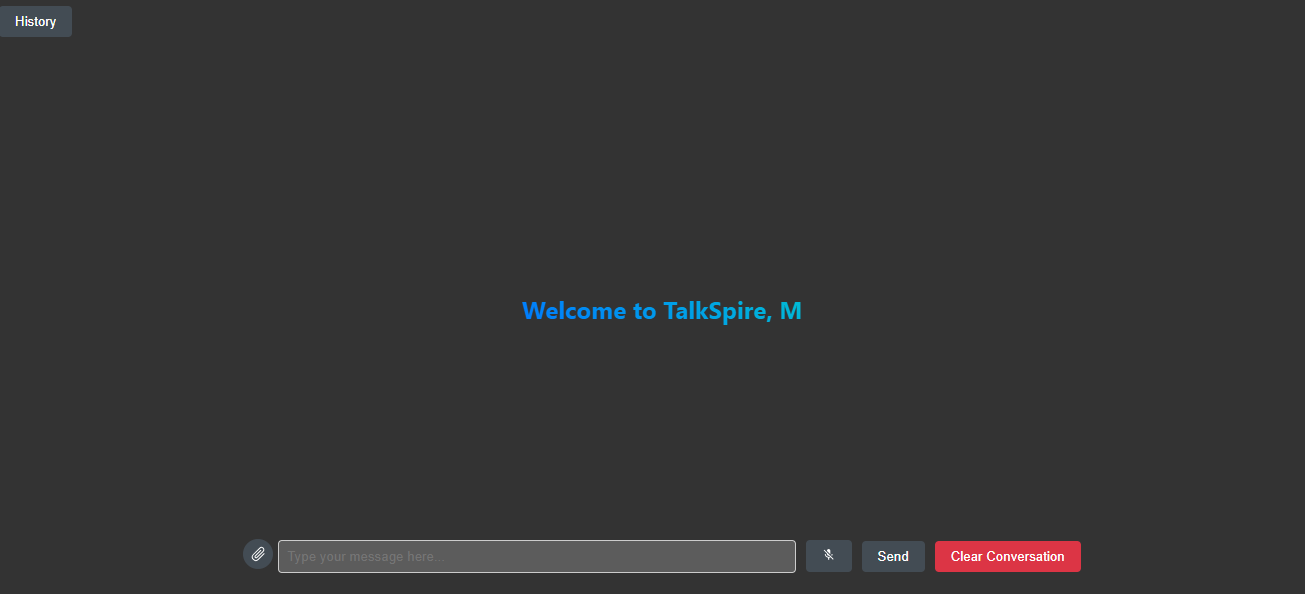 History
Welcome to TalkSpire, M
Type your message here...
Send
Clear Conversation